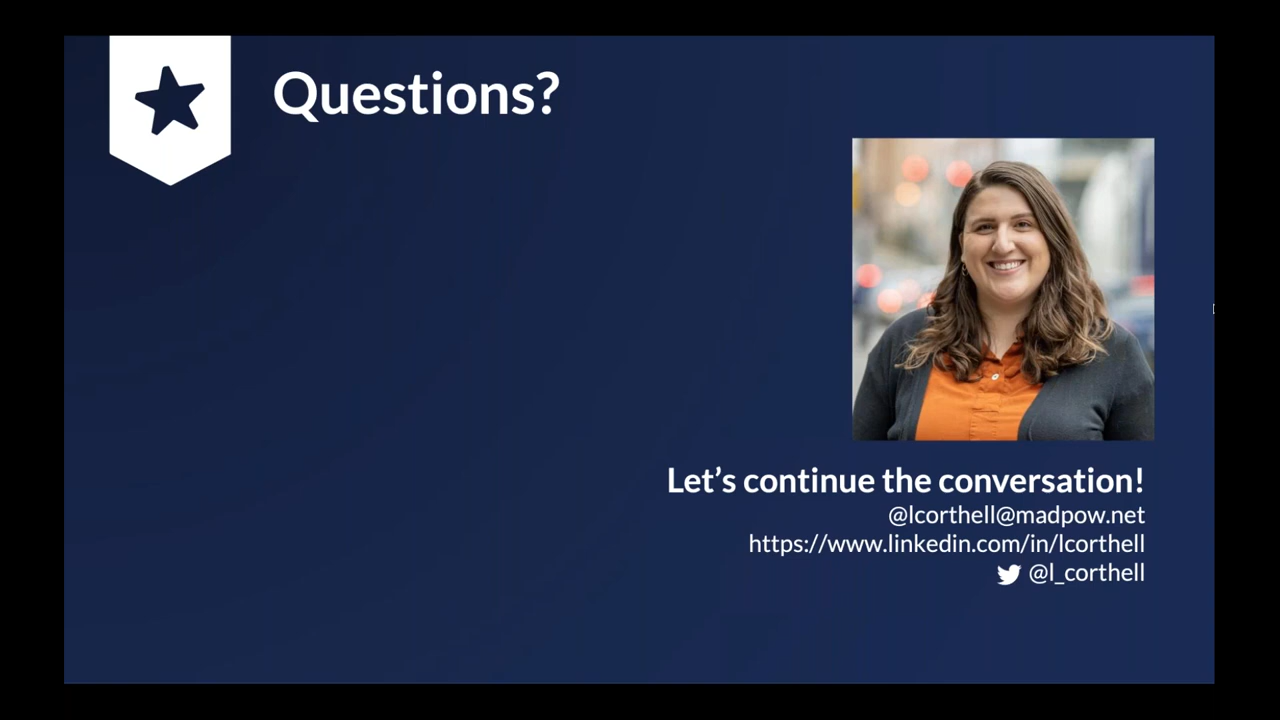 Questions?
Let’s continue the conversation!
@lcorthell@madpow.net
https://www.linkedin.com/in/lcorthell
@l_corthell